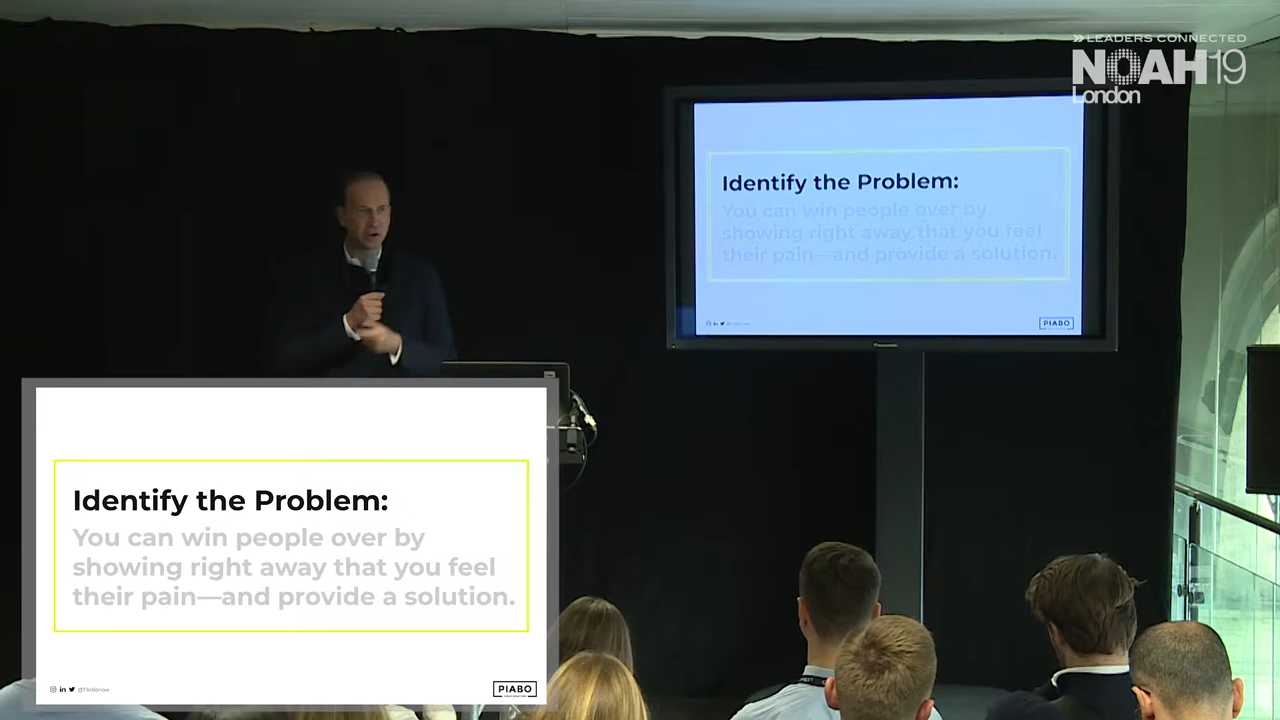 LEADERS CONNECTED
NOAH19
London
Identify the Problem:
You can win people over by
showing right away that you feel
their pain—and provide a solution.
PIABO
Panasonic
Identify the Problem:
You can win people over by
showing right away that you feel
their pain—and provide a solution.
PIABO